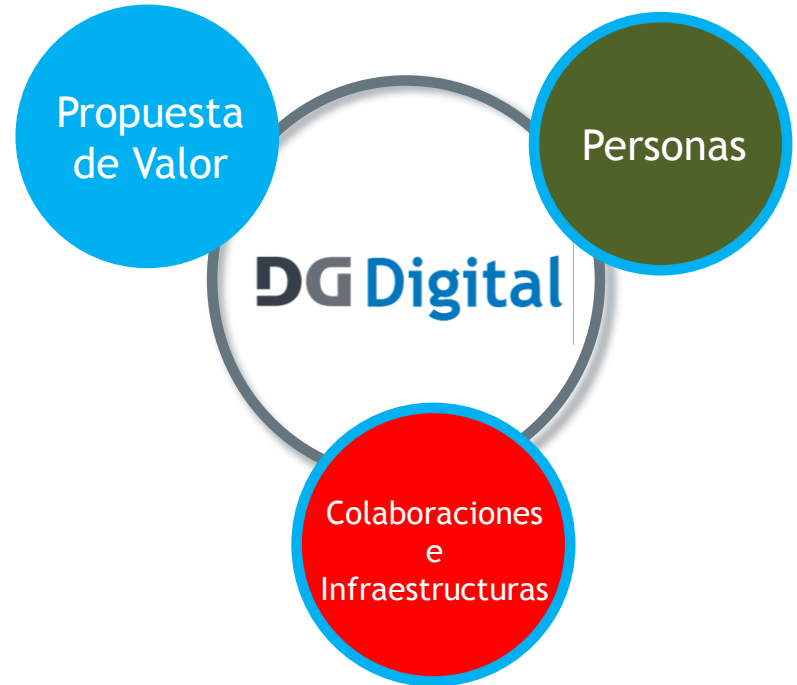 Propuesta
de Valor
Personas
DG Digital
Colaboraciones
e
Infraestructuras